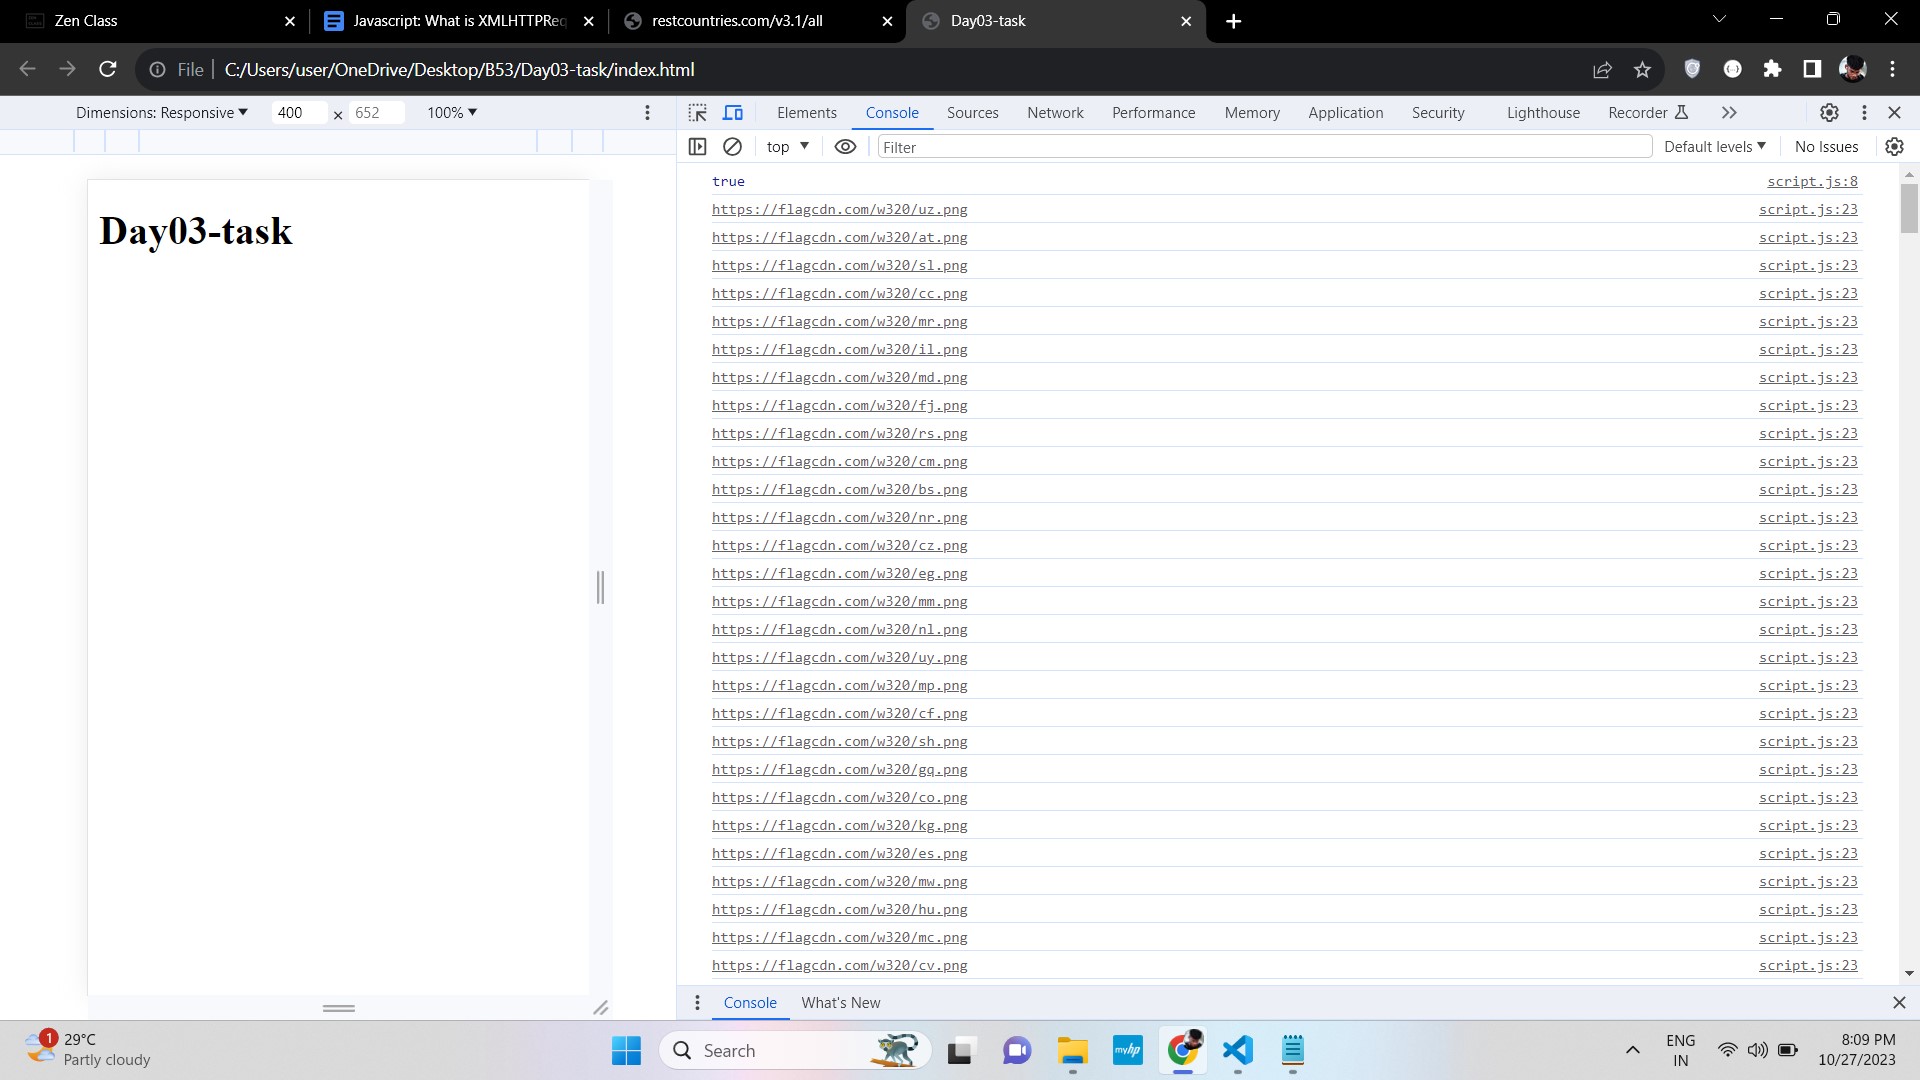 Zen Class
Javascript: What is XMLHTTPReq
restcountries.com/v3.1/all
Day03-task
File
C:/Users/user/OneDrive/Desktop/B53/Day03-task/index.html
Dimensions: Responsive 400 × 652 100%
Elements Console Sources Network Performance Memory Application Security Lighthouse Recorder
top Filter Default levels No Issues
Day03-task
true script.js:8
https://flagcdn.com/w320/uz.png script.js:23
https://flagcdn.com/w320/at.png script.js:23
https://flagcdn.com/w320/sl.png script.js:23
https://flagcdn.com/w320/cc.png script.js:23
https://flagcdn.com/w320/mr.png script.js:23
https://flagcdn.com/w320/il.png script.js:23
https://flagcdn.com/w320/md.png script.js:23
https://flagcdn.com/w320/fj.png script.js:23
https://flagcdn.com/w320/rs.png script.js:23
https://flagcdn.com/w320/cm.png script.js:23
https://flagcdn.com/w320/bs.png script.js:23
https://flagcdn.com/w320/nr.png script.js:23
https://flagcdn.com/w320/cz.png script.js:23
https://flagcdn.com/w320/eg.png script.js:23
https://flagcdn.com/w320/mm.png script.js:23
https://flagcdn.com/w320/nl.png script.js:23
https://flagcdn.com/w320/uy.png script.js:23
https://flagcdn.com/w320/mp.png script.js:23
https://flagcdn.com/w320/cf.png script.js:23
https://flagcdn.com/w320/sh.png script.js:23
https://flagcdn.com/w320/gq.png script.js:23
https://flagcdn.com/w320/co.png script.js:23
https://flagcdn.com/w320/kg.png script.js:23
https://flagcdn.com/w320/es.png script.js:23
https://flagcdn.com/w320/mw.png script.js:23
https://flagcdn.com/w320/hu.png script.js:23
https://flagcdn.com/w320/mc.png script.js:23
https://flagcdn.com/w320/cv.png script.js:23
Console What's New
1
29°C
Partly cloudy
Search
myhp
ENG
IN
8:09 PM
10/27/2023